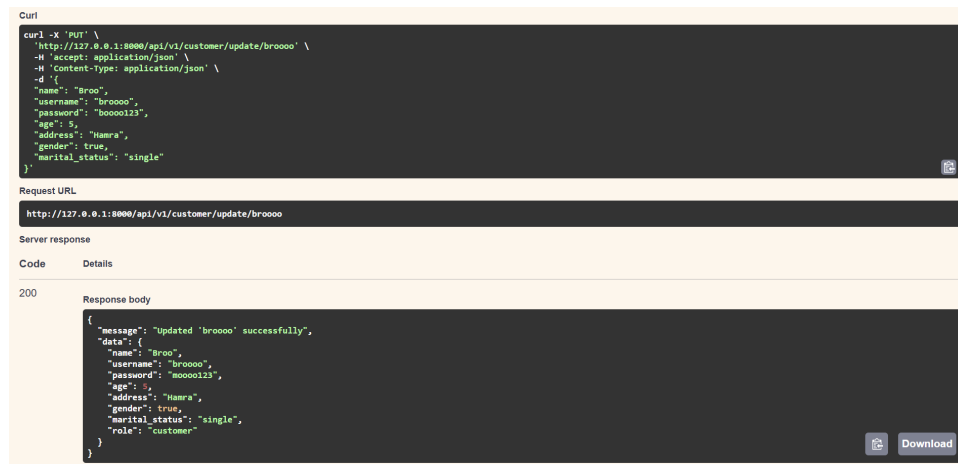 Curl
curl -X 'PUT' \
  'http://127.0.0.1:8000/api/v1/customer/update/broooo' \
  -H 'accept: application/json' \
  -H 'Content-Type: application/json' \
  -d '{
  "name": "Broo",
  "username": "broooo",
  "password": "boooo123",
  "age": 5,
  "address": "Hamra",
  "gender": true,
  "marital_status": "single"
}'
Request URL
http://127.0.0.1:8000/api/v1/customer/update/broooo
Server response
Code Details
200
Response body
{
  "message": "Updated 'broooo' successfully",
  "data": {
    "name": "Broo",
    "username": "broooo",
    "password": "moooo123",
    "age": 5,
    "address": "Hamra",
    "gender": true,
    "marital_status": "single",
    "role": "customer"
  }
}
Download